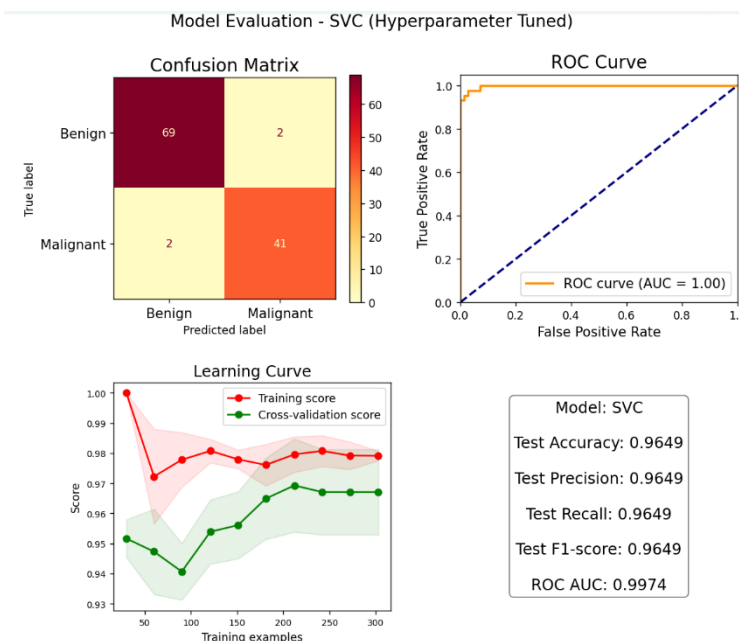 Model Evaluation - SVC (Hyperparameter Tuned)
Confusion Matrix
True label
Benign
Malignant
69
2
2
41
Benign
Malignant
Predicted label
60
50
40
30
20
10
0
ROC Curve
True Positive Rate
1.0
0.8
0.6
0.4
0.2
0.0
ROC curve (AUC = 1.00)
0.0
0.2
0.4
0.6
0.8
1.
False Positive Rate
Learning Curve
Score
1.00
0.99
0.98
0.97
0.96
0.95
0.94
0.93
Training score
Cross-validation score
50
100
150
200
250
300
Training examples
Model: SVC
Test Accuracy: 0.9649
Test Precision: 0.9649
Test Recall: 0.9649
Test F1-score: 0.9649
ROC AUC: 0.9974